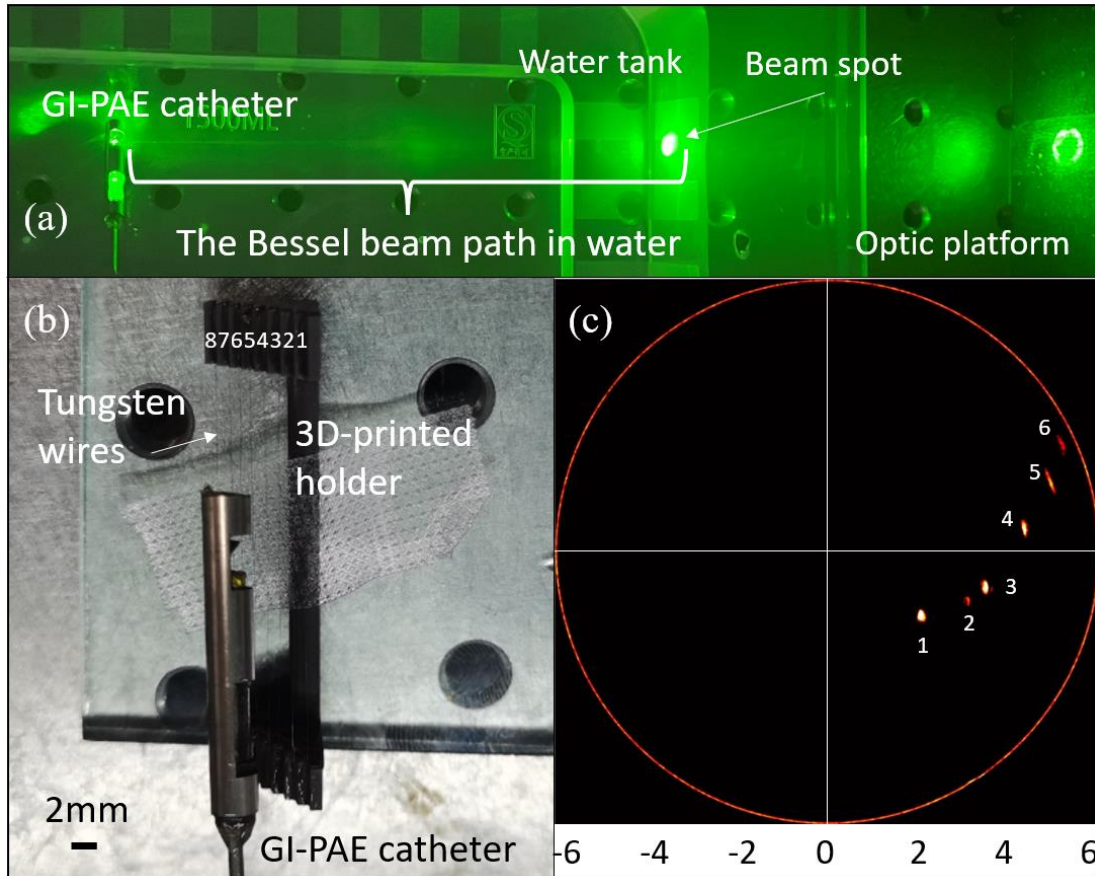 Water tank
Beam spot
GI-PAE catheter
1500ML
S
(a)
The Bessel beam path in water
Optic platform
(b)
87654321
Tungsten
wires
3D-printed
holder
2mm
GI-PAE catheter
(c)
6
5
4
3
2
1
-6 -4 -2 0 2 4 6